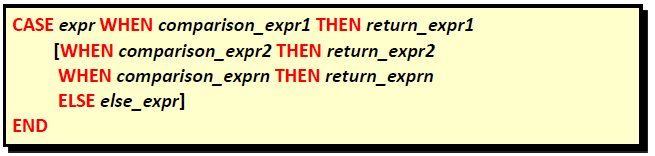 CASE expr WHEN comparison_expr1 THEN return_expr1
[WHEN comparison_expr2 THEN return_expr2
WHEN comparison_exprn THEN return_exprn
ELSE else_expr]
END